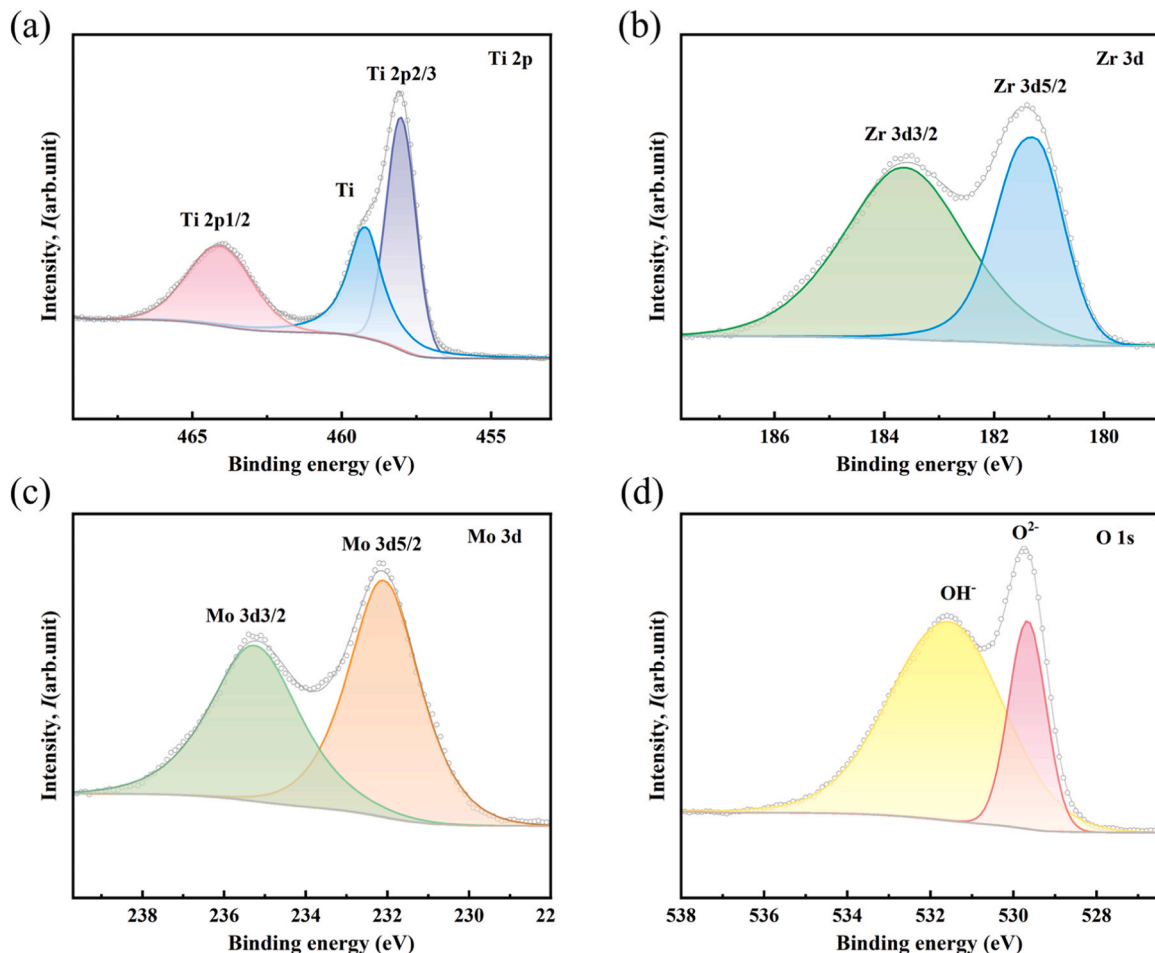 (a)
Ti 2p
Ti 2p2/3
Ti
Ti 2p1/2
Intensity, I(arb.unit)
465 460 455
Binding energy (eV)
(b)
Zr 3d
Zr 3d5/2
Zr 3d3/2
Intensity, I(arb.unit)
186 184 182 180
Binding energy (eV)
(c)
Mo 3d
Mo 3d5/2
Mo 3d3/2
Intensity, I(arb.unit)
238 236 234 232 230 22
Binding energy (eV)
(d)
O 1s
O²⁻
OH⁻
Intensity, I(arb.unit)
538 536 534 532 530 528
Binding energy (eV)